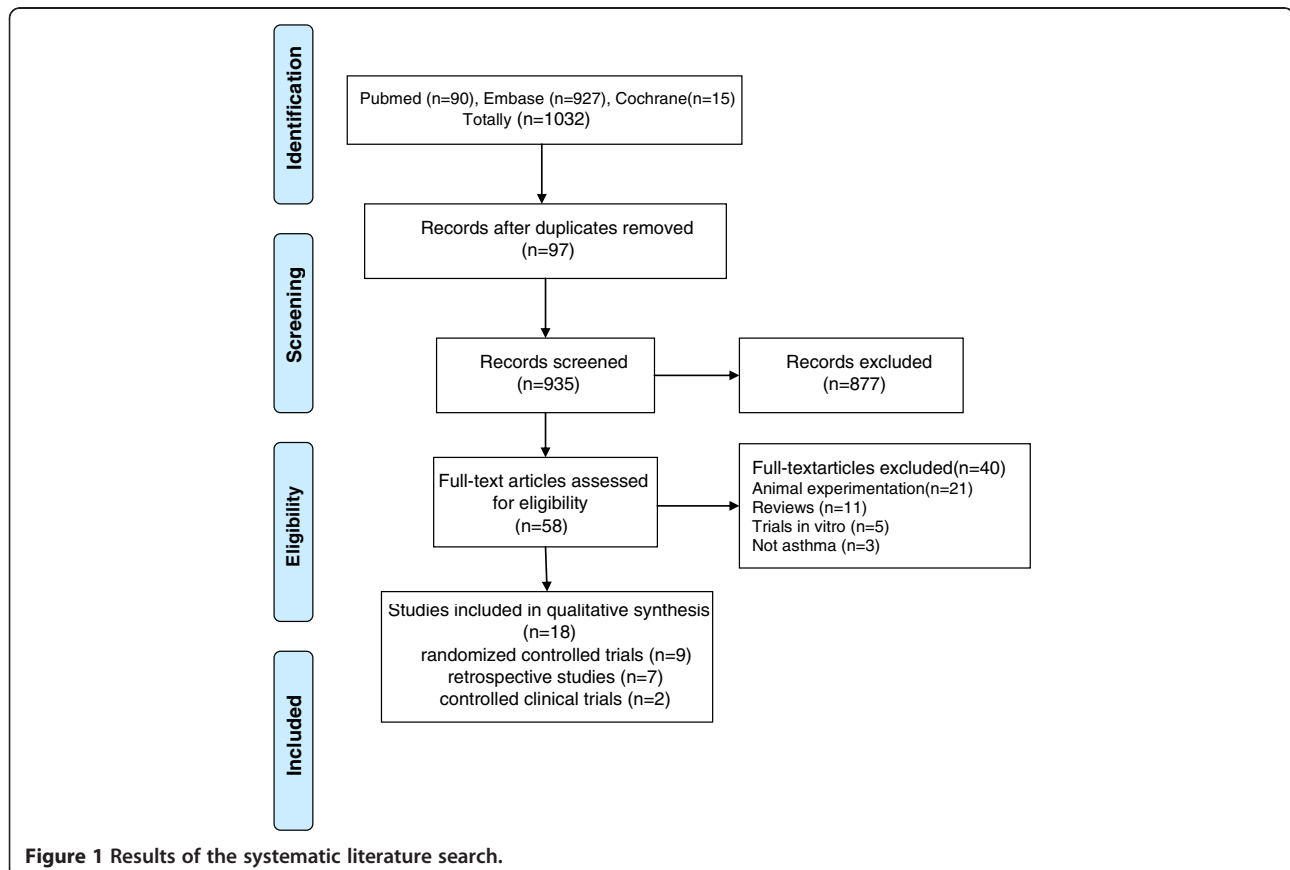 Identification
Pubmed (n=90), Embase (n=927), Cochrane(n=15)
Totally (n=1032)
Records after duplicates removed
(n=97)
Screening
Records screened
(n=935)
Records excluded
(n=877)
Eligibility
Full-text articles assessed
for eligibility
(n=58)
Full-textarticles excluded(n=40)
Animal experimentation(n=21)
Reviews (n=11)
Trials in vitro (n=5)
Not asthma (n=3)
Included
Studies included in qualitative synthesis
(n=18)
randomized controlled trials (n=9)
retrospective studies (n=7)
controlled clinical trials (n=2)
Figure 1 Results of the systematic literature search.